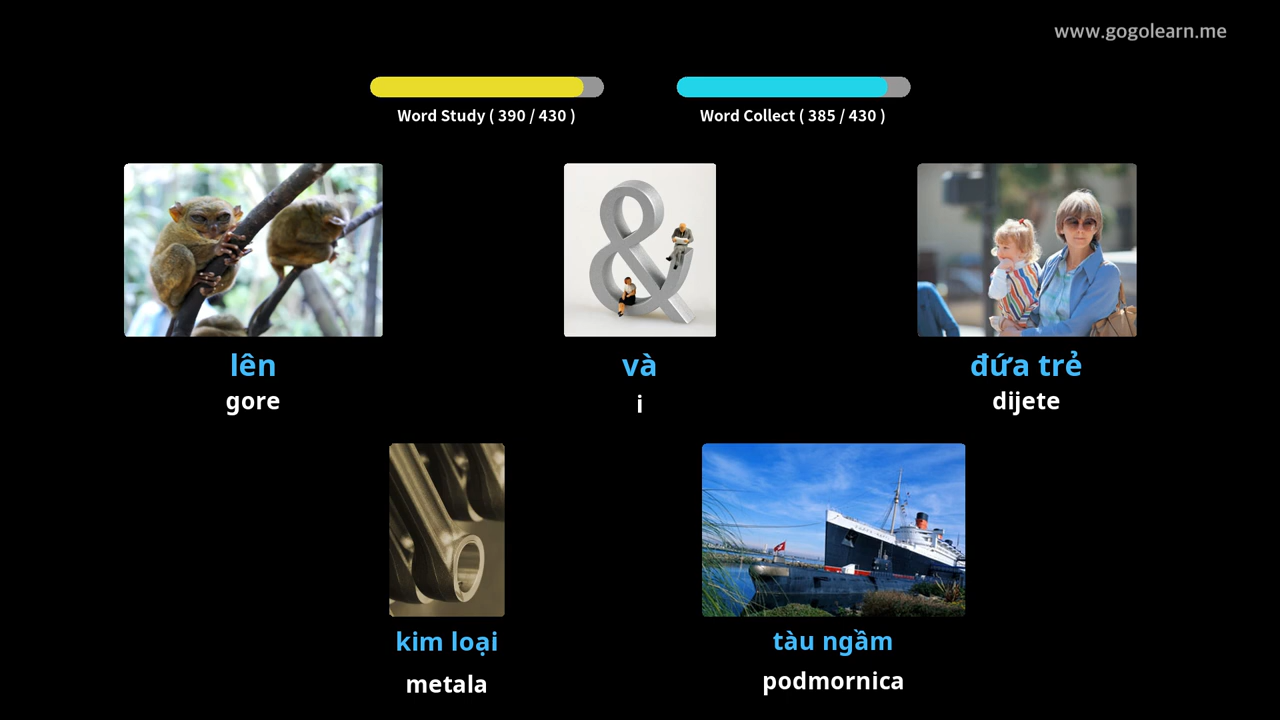 www.gogolearn.me
Word Study ( 390 / 430 )
Word Collect ( 385 / 430 )
&
lên
gore
và
i
đứa trẻ
dijete
kim loại
metala
tàu ngầm
podmornica